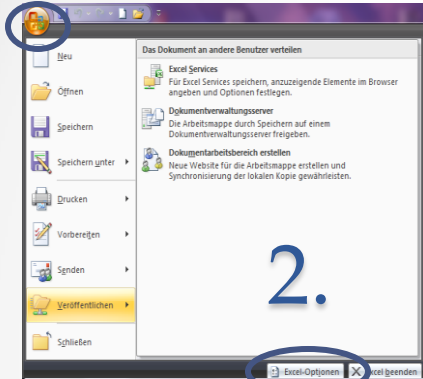 Das Dokument an andere Benutzer verteilen
Neu
Excel Services
Für Excel Services speichern, anzuzeigende Elemente im Browser
angeben und Optionen festlegen.
Öffnen
Dokumentverwaltungsserver
Die Arbeitsmappe durch Speichern auf einem
Dokumentverwaltungsserver freigeben.
Speichern
Dokumentarbeitsbereich erstellen
Neue Website für die Arbeitsmappe erstellen und
Synchronisierung der lokalen Kopie gewährleisten.
Speichern unter
Drucken
Vorbereiten
Senden
Veröffentlichen
Schließen
2.
Excel-Optionen
Excel beenden